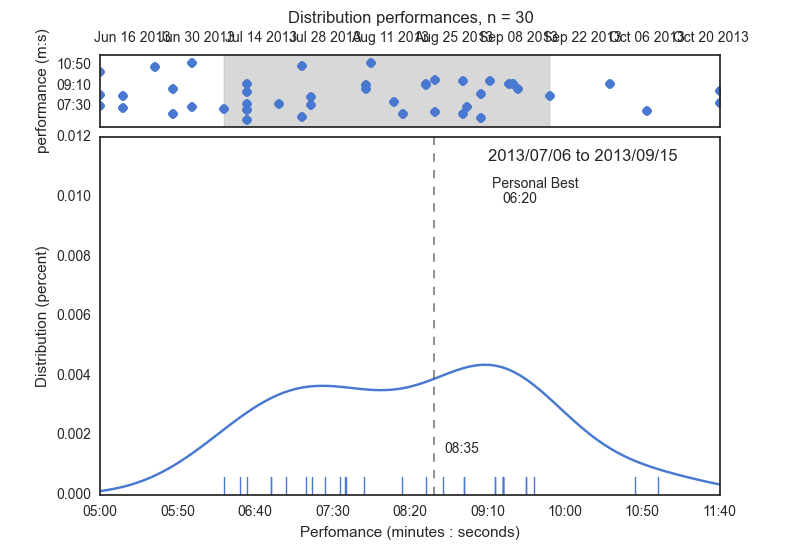 Distribution performances, n = 30
Jun 16 2013 Jun 30 2013 Jul 14 2013 Jul 28 2013 Aug 11 2013 Aug 25 2013 Sep 08 2013 Sep 22 2013 Oct 06 2013 Oct 20 2013
performance (m:s)
10:50
09:10
07:30
0.012
2013/07/06 to 2013/09/15
Personal Best
06:20
0.010
0.008
0.006
Distribution (percent)
0.004
0.002
08:35
0.000
05:00 05:50 06:40 07:30 08:20 09:10 10:00 10:50 11:40
Perfomance (minutes : seconds)